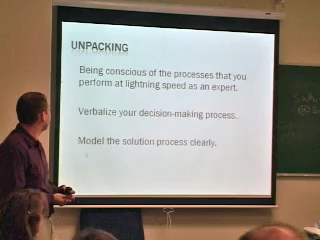 UNPACKING
Being conscious of the processes that you
perform at lightning speed as an expert.
Verbalize your decision-making process.
Model the solution process clearly.